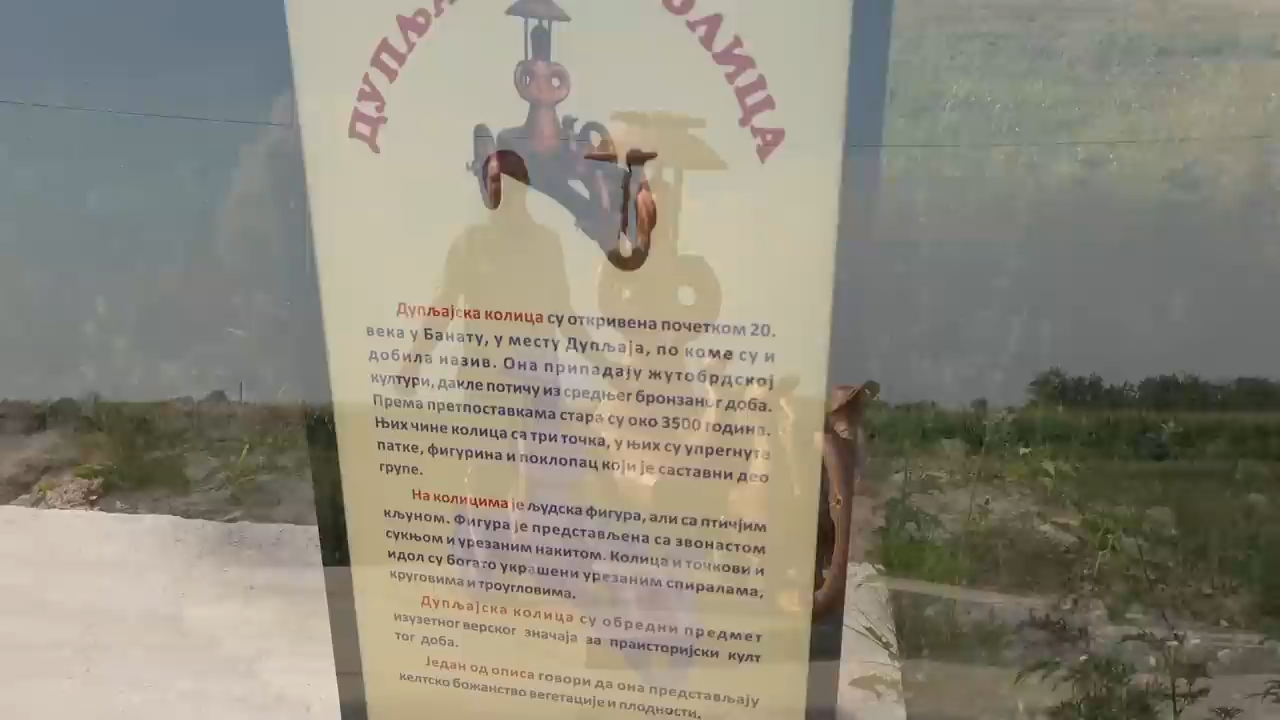 ДУПЉАЈСКА КОЛИЦА
Дупљајска колица су откривена почетком 20.
века у Банату, у месту Дупљаја, по коме су и
добила назив. Она припадају жутобрдској
култури, дакле потичу из средњег бронзаног доба.
Према претпоставкама стара су око 3500 година.
Њих чине колица са три точка, у њих су упрегнуте
патке, фигурина и поклопац који је саставни део
групе.
На колицима је људска фигура, али са птичјим
кљуном. Фигура је представљена са звонастом
сукњом и урезаним накитом. Колица и точкови и
идол су богато украшени урезаним спиралама,
круговима и троугловима.
Дупљајска колица су обредни предмет
изузетног верског значаја за праисторијски култ
тог доба.
Један од описа говори да она представљају
келтско божанство вегетације и плодности.